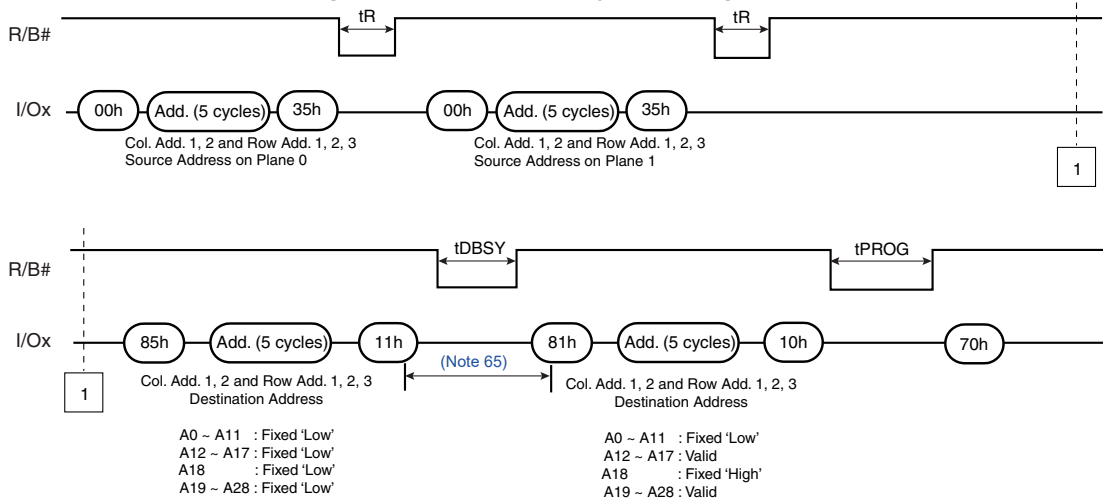 tR tR
R/B#
I/Ox 00h Add. (5 cycles) 35h 00h Add. (5 cycles) 35h
Col. Add. 1, 2 and Row Add. 1, 2, 3 Col. Add. 1, 2 and Row Add. 1, 2, 3
Source Address on Plane 0 Source Address on Plane 1
1
tDBSY tPROG
R/B#
I/Ox 85h Add. (5 cycles) 11h 81h Add. (5 cycles) 10h 70h
(Note 65)
1
Col. Add. 1, 2 and Row Add. 1, 2, 3 Col. Add. 1, 2 and Row Add. 1, 2, 3
Destination Address Destination Address
A0 ~ A11 : Fixed 'Low' A0 ~ A11 : Fixed 'Low'
A12 ~ A17 : Fixed 'Low' A12 ~ A17 : Valid
A18 : Fixed 'Low' A18 : Fixed 'High'
A19 ~ A28 : Fixed 'Low' A19 ~ A28 : Valid